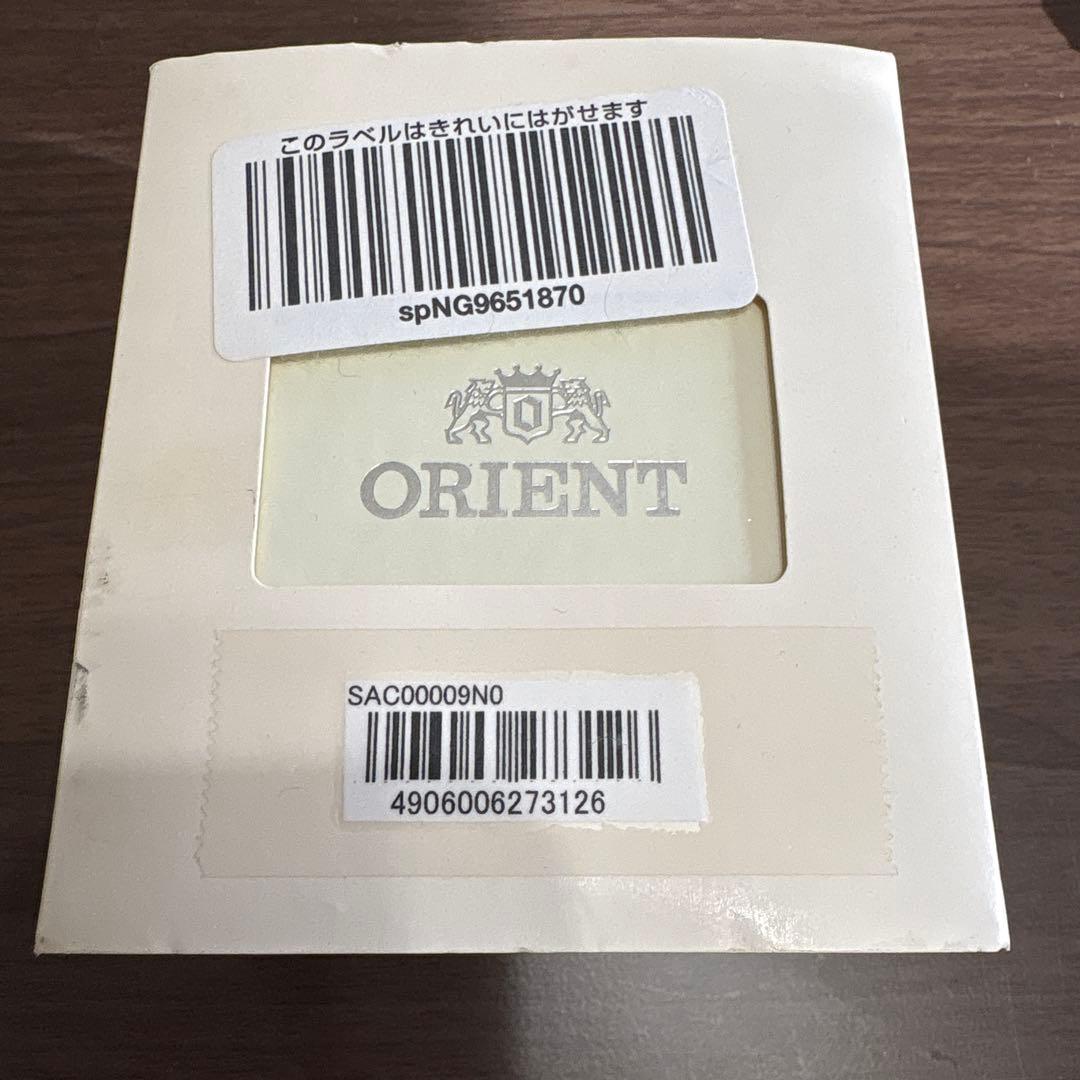 このラベルはきれいにはがせます
spNG9651870
O
ORIENT
SAC00009N0
4906006273126